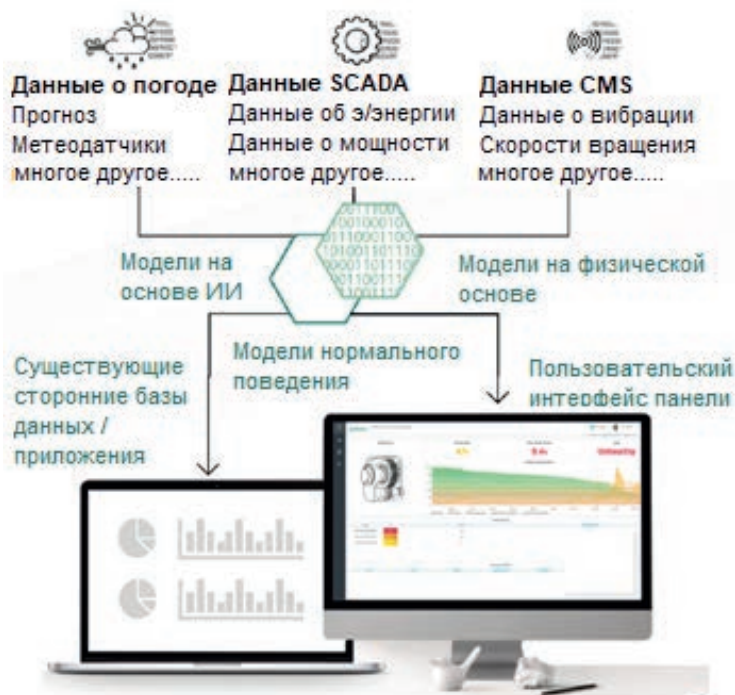 Данные о погоде
Прогноз
Метеодатчики
многое другое.....
Данные SCADA
Данные об э/энергии
Данные о мощности
многое другое.....
Данные CMS
Данные о вибрации
Скорости вращения
многое другое.....
Модели на
основе ИИ
Модели на физической
основе
Модели нормального
поведения
Существующие
сторонние базы
данных /
приложения
Пользовательский
интерфейс панели